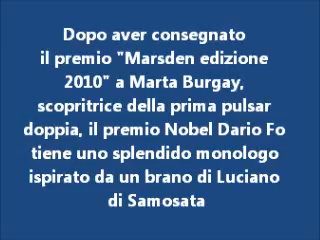 Dopo aver consegnato
il premio "Marsden edizione
2010" a Marta Burgay,
scopritrice della prima pulsar
doppia, il premio Nobel Dario Fo
tiene uno splendido monologo
ispirato da un brano di Luciano
di Samosata